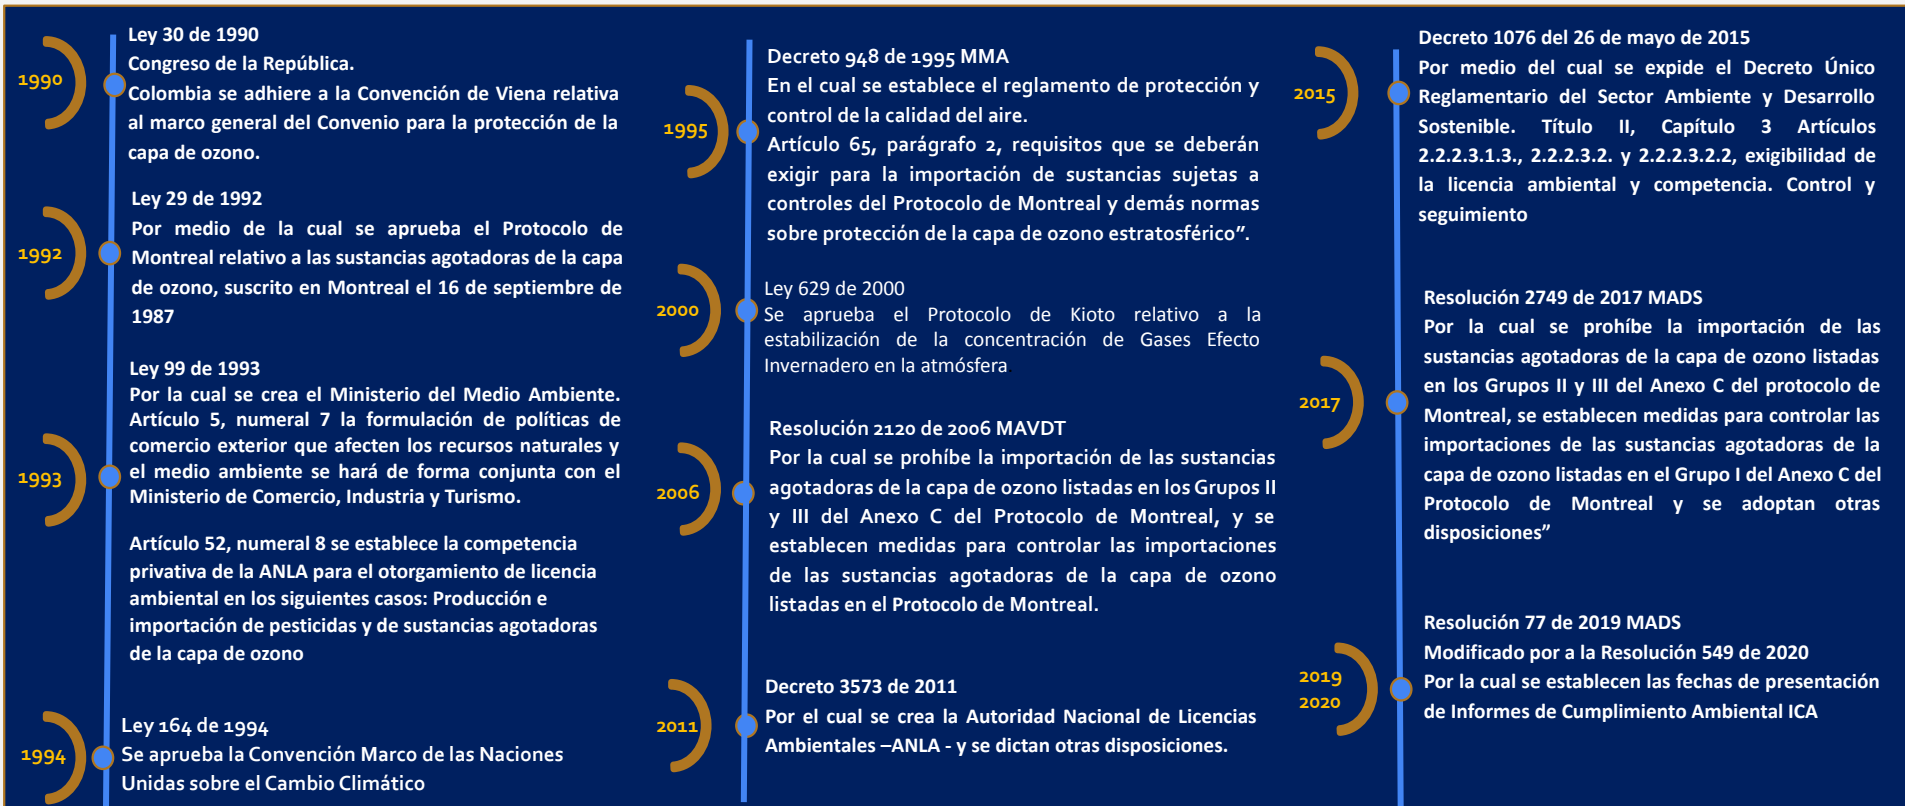 1990
Ley 30 de 1990
Congreso de la República.
Colombia se adhiere a la Convención de Viena relativa
al marco general del Convenio para la protección de la
capa de ozono.
1992
Ley 29 de 1992
Por medio de la cual se aprueba el Protocolo de
Montreal relativo a las sustancias agotadoras de la capa
de ozono, suscrito en Montreal el 16 de septiembre de
1987
1993
Ley 99 de 1993
Por la cual se crea el Ministerio del Medio Ambiente.
Artículo 5, numeral 7 la formulación de políticas de
comercio exterior que afecten los recursos naturales y
el medio ambiente se hará de forma conjunta con el
Ministerio de Comercio, Industria y Turismo.
Artículo 52, numeral 8 se establece la competencia
privativa de la ANLA para el otorgamiento de licencia
ambiental en los siguientes casos: Producción e
importación de pesticidas y de sustancias agotadoras
de la capa de ozono
1994
Ley 164 de 1994
Se aprueba la Convención Marco de las Naciones
Unidas sobre el Cambio Climático
1995
Decreto 948 de 1995 MMA
En el cual se establece el reglamento de protección y
control de la calidad del aire.
Artículo 65, parágrafo 2, requisitos que se deberán
exigir para la importación de sustancias sujetas a
controles del Protocolo de Montreal y demás normas
sobre protección de la capa de ozono estratosférico”.
2000
Ley 629 de 2000
Se aprueba el Protocolo de Kioto relativo a la
estabilización de la concentración de Gases Efecto
Invernadero en la atmósfera.
2006
Resolución 2120 de 2006 MAVDT
Por la cual se prohíbe la importación de las sustancias
agotadoras de la capa de ozono listadas en los Grupos II
y III del Anexo C del Protocolo de Montreal, y se
establecen medidas para controlar las importaciones
de las sustancias agotadoras de la capa de ozono
listadas en el Protocolo de Montreal.
2011
Decreto 3573 de 2011
Por el cual se crea la Autoridad Nacional de Licencias
Ambientales –ANLA - y se dictan otras disposiciones.
2015
Decreto 1076 del 26 de mayo de 2015
Por medio del cual se expide el Decreto Único
Reglamentario del Sector Ambiente y Desarrollo
Sostenible. Título II, Capítulo 3 Artículos
2.2.2.3.1.3., 2.2.2.3.2. y 2.2.2.3.2.2, exigibilidad de
la licencia ambiental y competencia. Control y
seguimiento
2017
Resolución 2749 de 2017 MADS
Por la cual se prohíbe la importación de las
sustancias agotadoras de la capa de ozono listadas
en los Grupos II y III del Anexo C del protocolo de
Montreal, se establecen medidas para controlar las
importaciones de las sustancias agotadoras de la
capa de ozono listadas en el Grupo I del Anexo C del
Protocolo de Montreal y se adoptan otras
disposiciones”
2019
2020
Resolución 77 de 2019 MADS
Modificado por a la Resolución 549 de 2020
Por la cual se establecen las fechas de presentación
de Informes de Cumplimiento Ambiental ICA